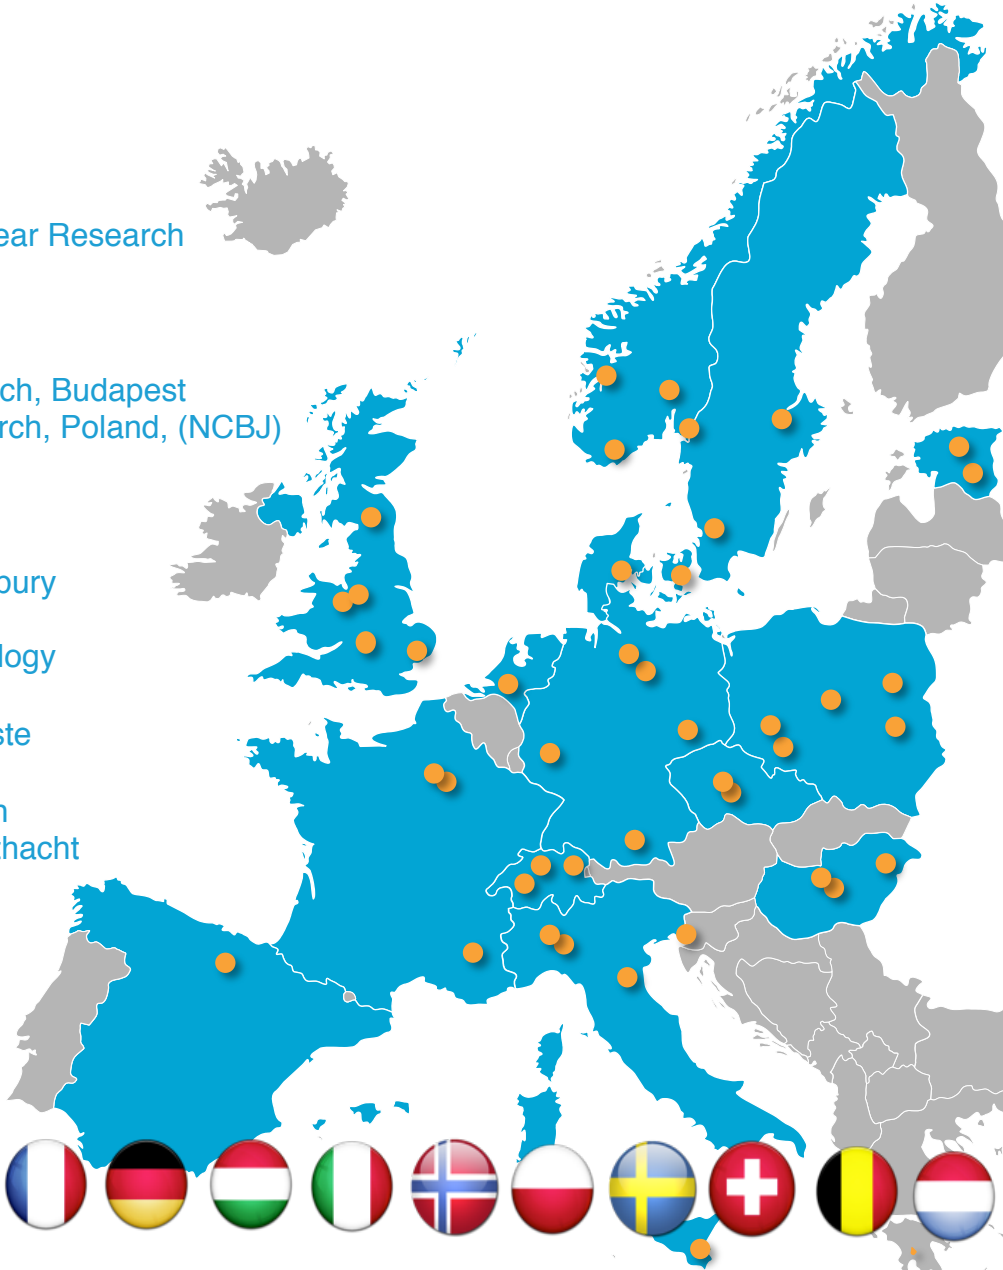 ear Research
ch, Budapest
rch, Poland, (NCBJ)
bury
logy
ste
n
hacht